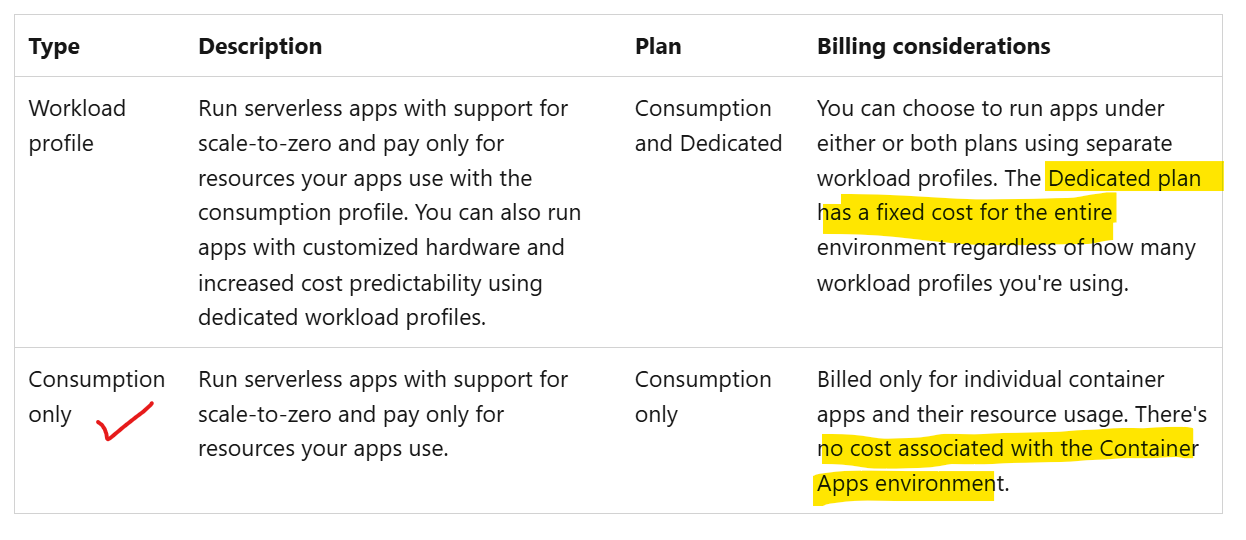 Type Description Plan Billing considerations
Workload profile
Run serverless apps with support for
scale-to-zero and pay only for
resources your apps use with the
consumption profile. You can also run
apps with customized hardware and
increased cost predictability using
dedicated workload profiles.
Consumption
and Dedicated
You can choose to run apps under
either or both plans using separate
workload profiles. The Dedicated plan
has a fixed cost for the entire
environment regardless of how many
workload profiles you're using.
Consumption
only
Run serverless apps with support for
scale-to-zero and pay only for
resources your apps use.
Consumption
only
Billed only for individual container
apps and their resource usage. There's
no cost associated with the Container
Apps environment.